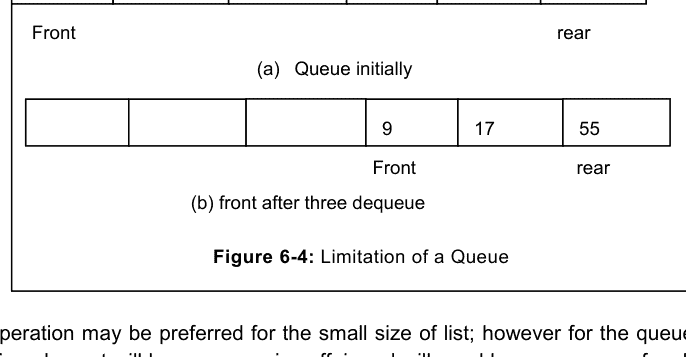 Front rear
(a) Queue initially
9 17 55
Front rear
(b) front after three dequeue
Figure 6-4: Limitation of a Queue
peration may be preferred for the small size of list; however for the queue